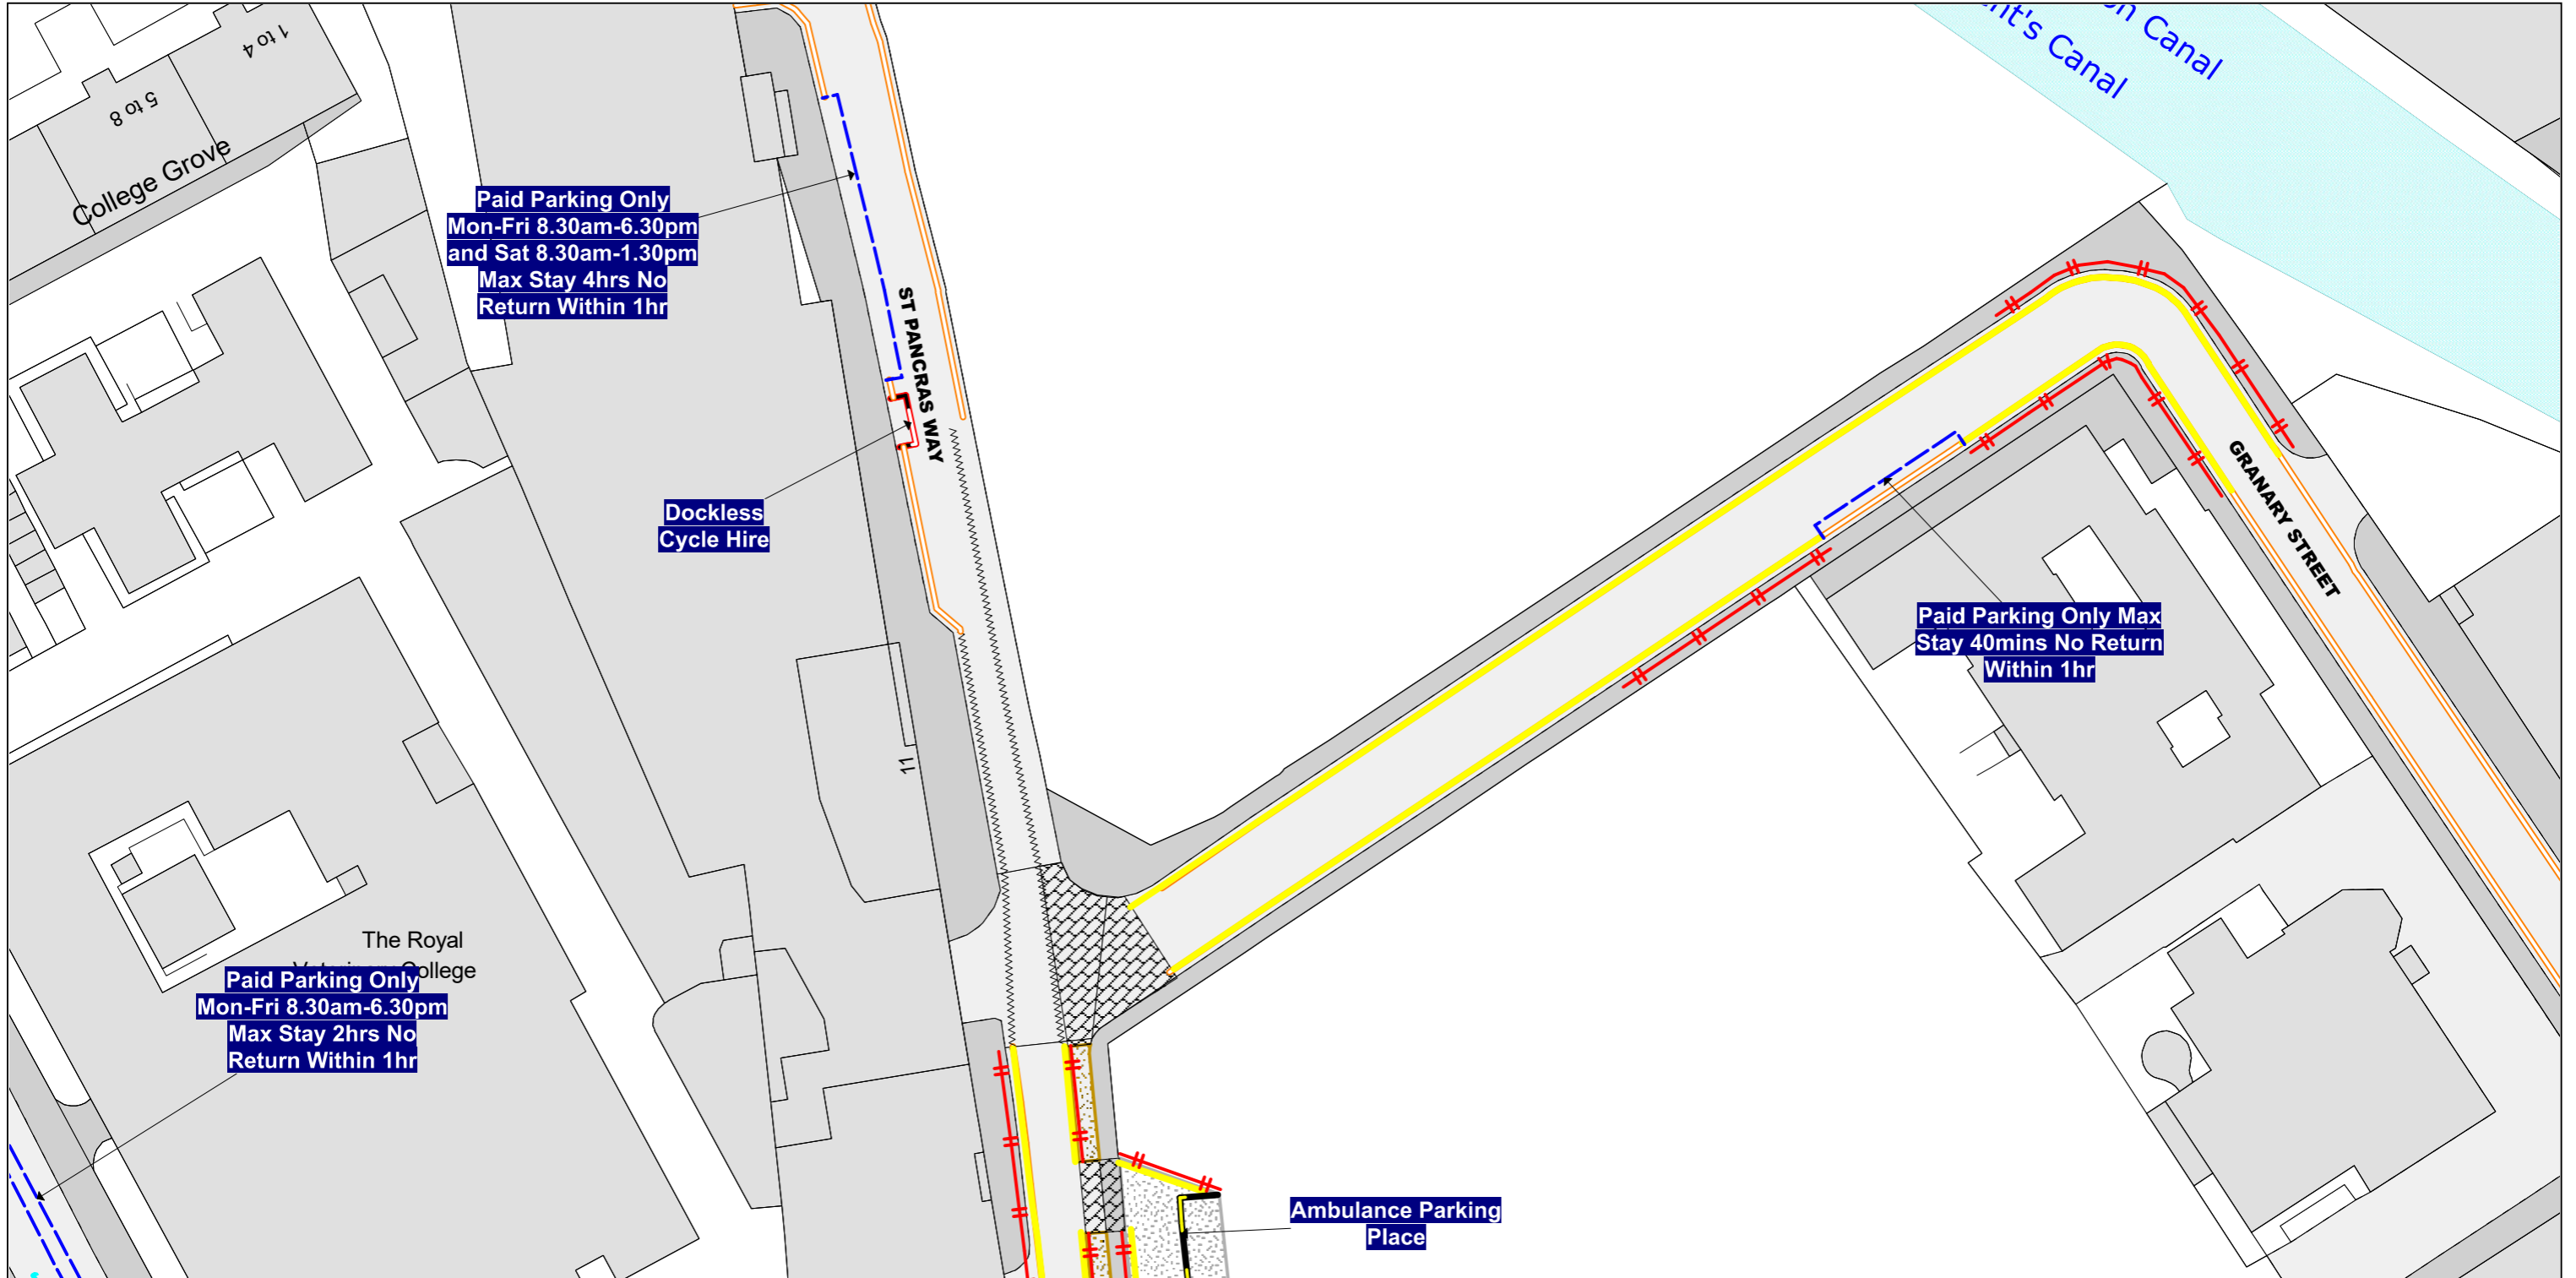 1 to 4
5 to 8
College Grove
Paid Parking Only
Mon-Fri 8.30am-6.30pm
and Sat 8.30am-1.30pm
Max Stay 4hrs No
Return Within 1hr
ST PANCRAS WAY
Dockless
Cycle Hire
Canal
nt's Canal
GRANARY STREET
Paid Parking Only Max
Stay 40mins No Return
Within 1hr
11
The Royal
College
Paid Parking Only
Mon-Fri 8.30am-6.30pm
Max Stay 2hrs No
Return Within 1hr
Ambulance Parking
Place